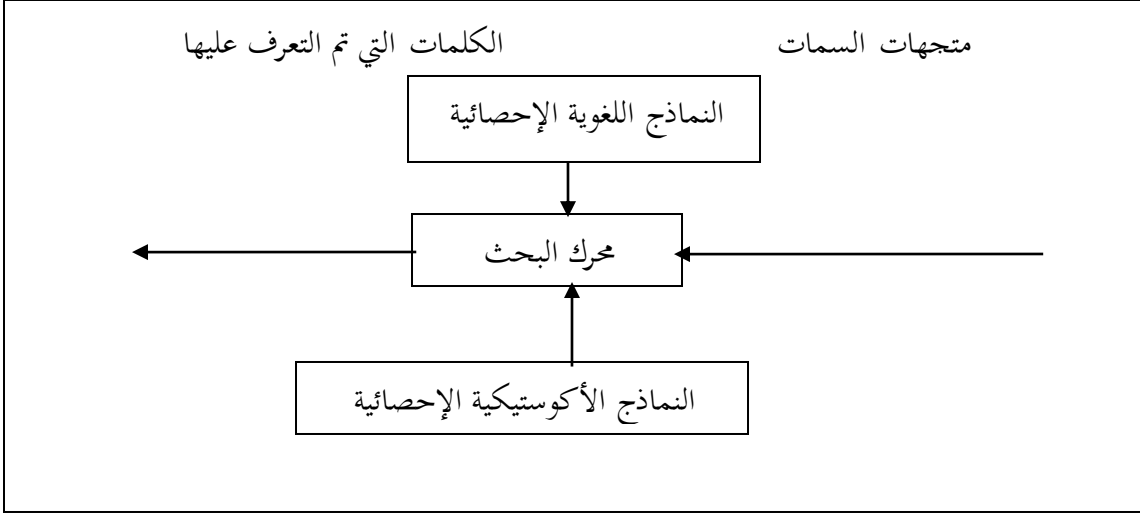 متجهات السمات
الكلمات التي تم التعرف عليها
النماذج اللغوية الإحصائية
محرك البحث
النماذج الأكوستيكية الإحصائية